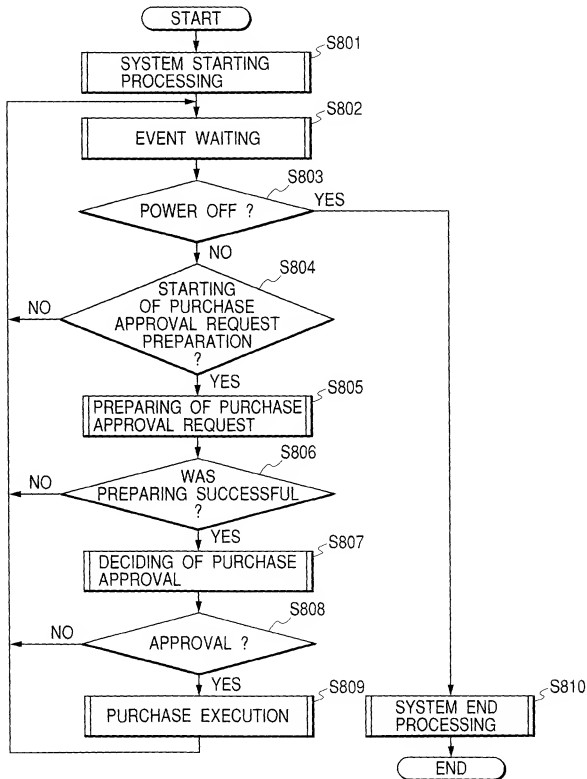 START
S801
SYSTEM STARTING
PROCESSING
S802
EVENT WAITING
S803
POWER OFF ?
YES
NO
S804
STARTING
OF PURCHASE
APPROVAL REQUEST
PREPARATION
?
NO
YES
S805
PREPARING OF PURCHASE
APPROVAL REQUEST
S806
WAS
PREPARING SUCCESSFUL
?
NO
YES
S807
DECIDING OF PURCHASE
APPROVAL
S808
APPROVAL ?
NO
YES
S809
PURCHASE EXECUTION
S810
SYSTEM END
PROCESSING
END